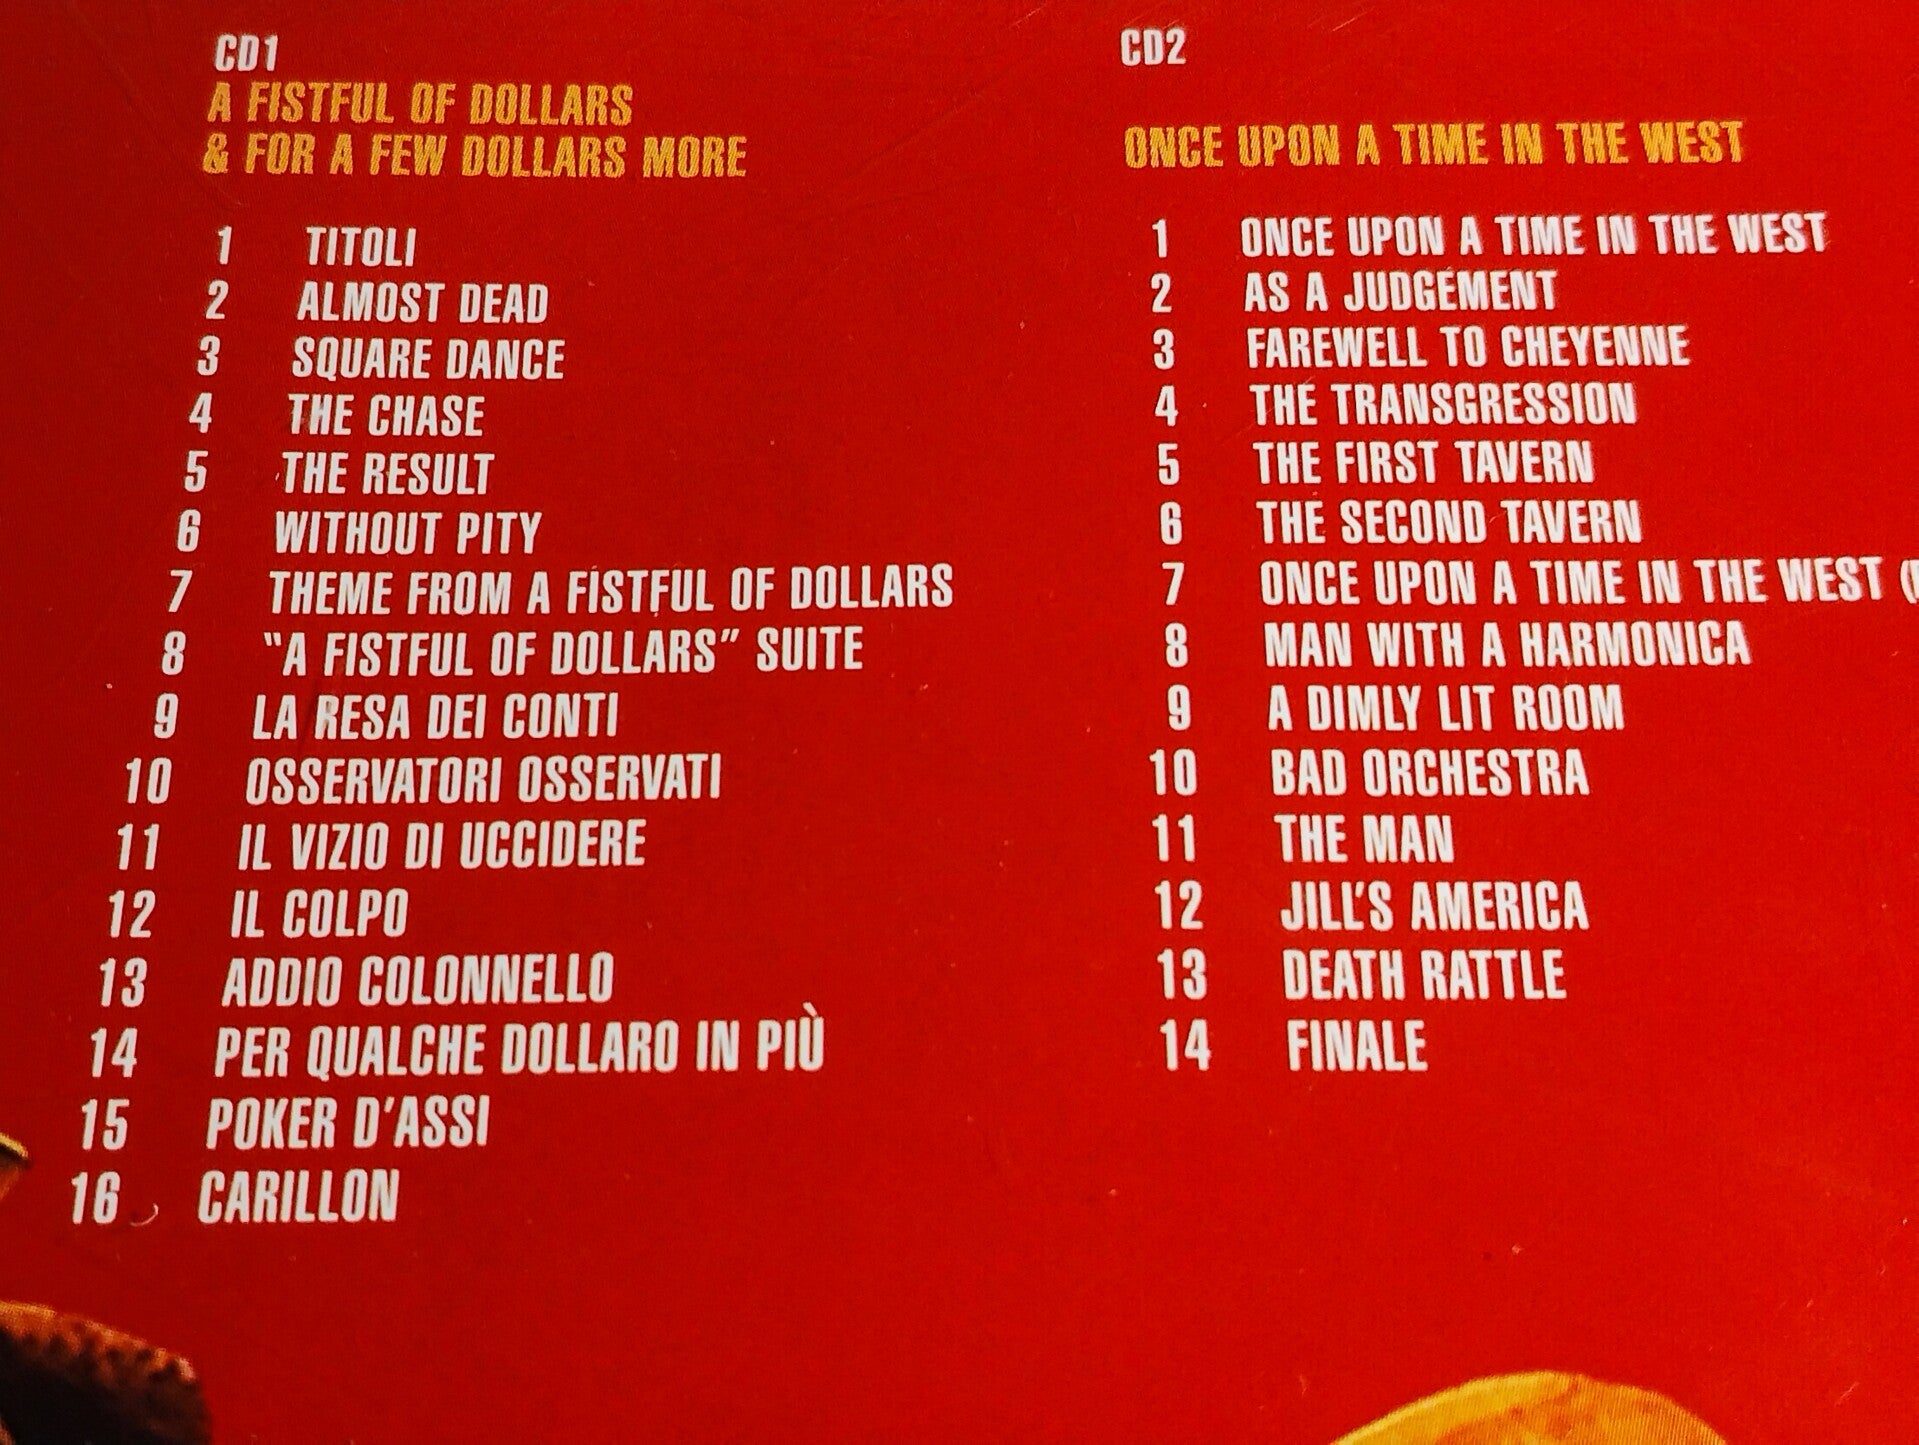 CD1
A FISTFUL OF DOLLARS
& FOR A FEW DOLLARS MORE
1 TITOLI
2 ALMOST DEAD
3 SQUARE DANCE
4 THE CHASE
5 THE RESULT
6 WITHOUT PITY
7 THEME FROM A FISTFUL OF DOLLARS
8 "A FISTFUL OF DOLLARS" SUITE
9 LA RESA DEI CONTI
10 OSSERVATORI OSSERVATI
11 IL VIZIO DI UCCIDERE
12 IL COLPO
13 ADDIO COLONNELLO
14 PER QUALCHE DOLLARO IN PIÙ
15 POKER D'ASSI
16 CARILLON
CD2
ONCE UPON A TIME IN THE WEST
1 ONCE UPON A TIME IN THE WEST
2 AS A JUDGEMENT
3 FAREWELL TO CHEYENNE
4 THE TRANSGRESSION
5 THE FIRST TAVERN
6 THE SECOND TAVERN
7 ONCE UPON A TIME IN THE WEST
8 MAN WITH A HARMONICA
9 A DIMLY LIT ROOM
10 BAD ORCHESTRA
11 THE MAN
12 JILL'S AMERICA
13 DEATH RATTLE
14 FINALE